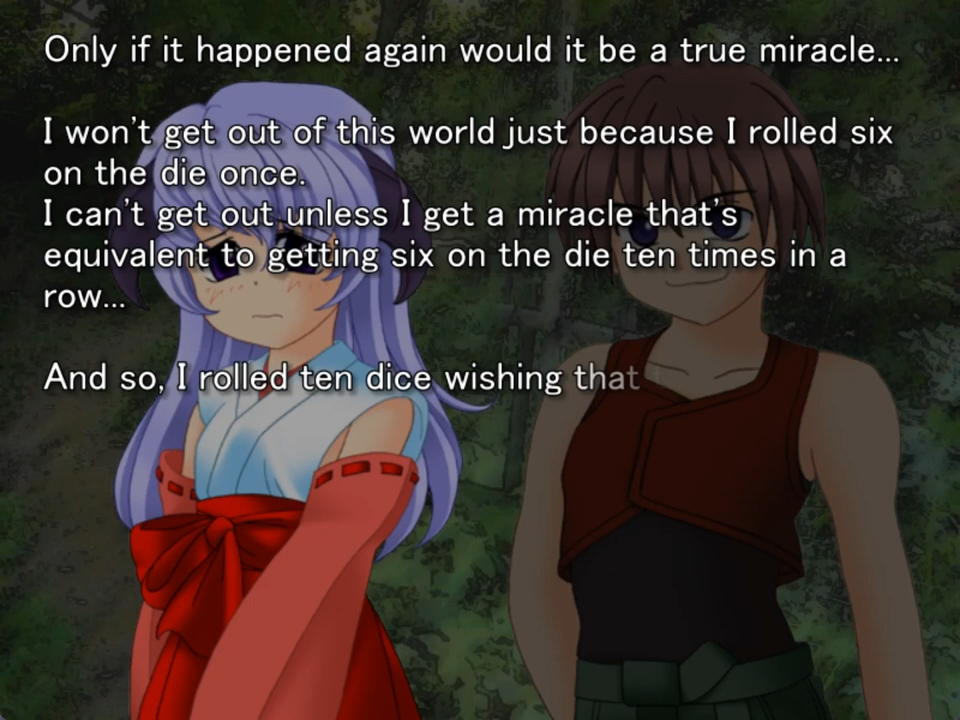 Only if it happened again would it be a true miracle...
I won't get out of this world just because I rolled six
on the die once.
I can't get out unless I get a miracle that's
equivalent to getting six on the die ten times in a
row...
And so, I rolled ten dice wishing that